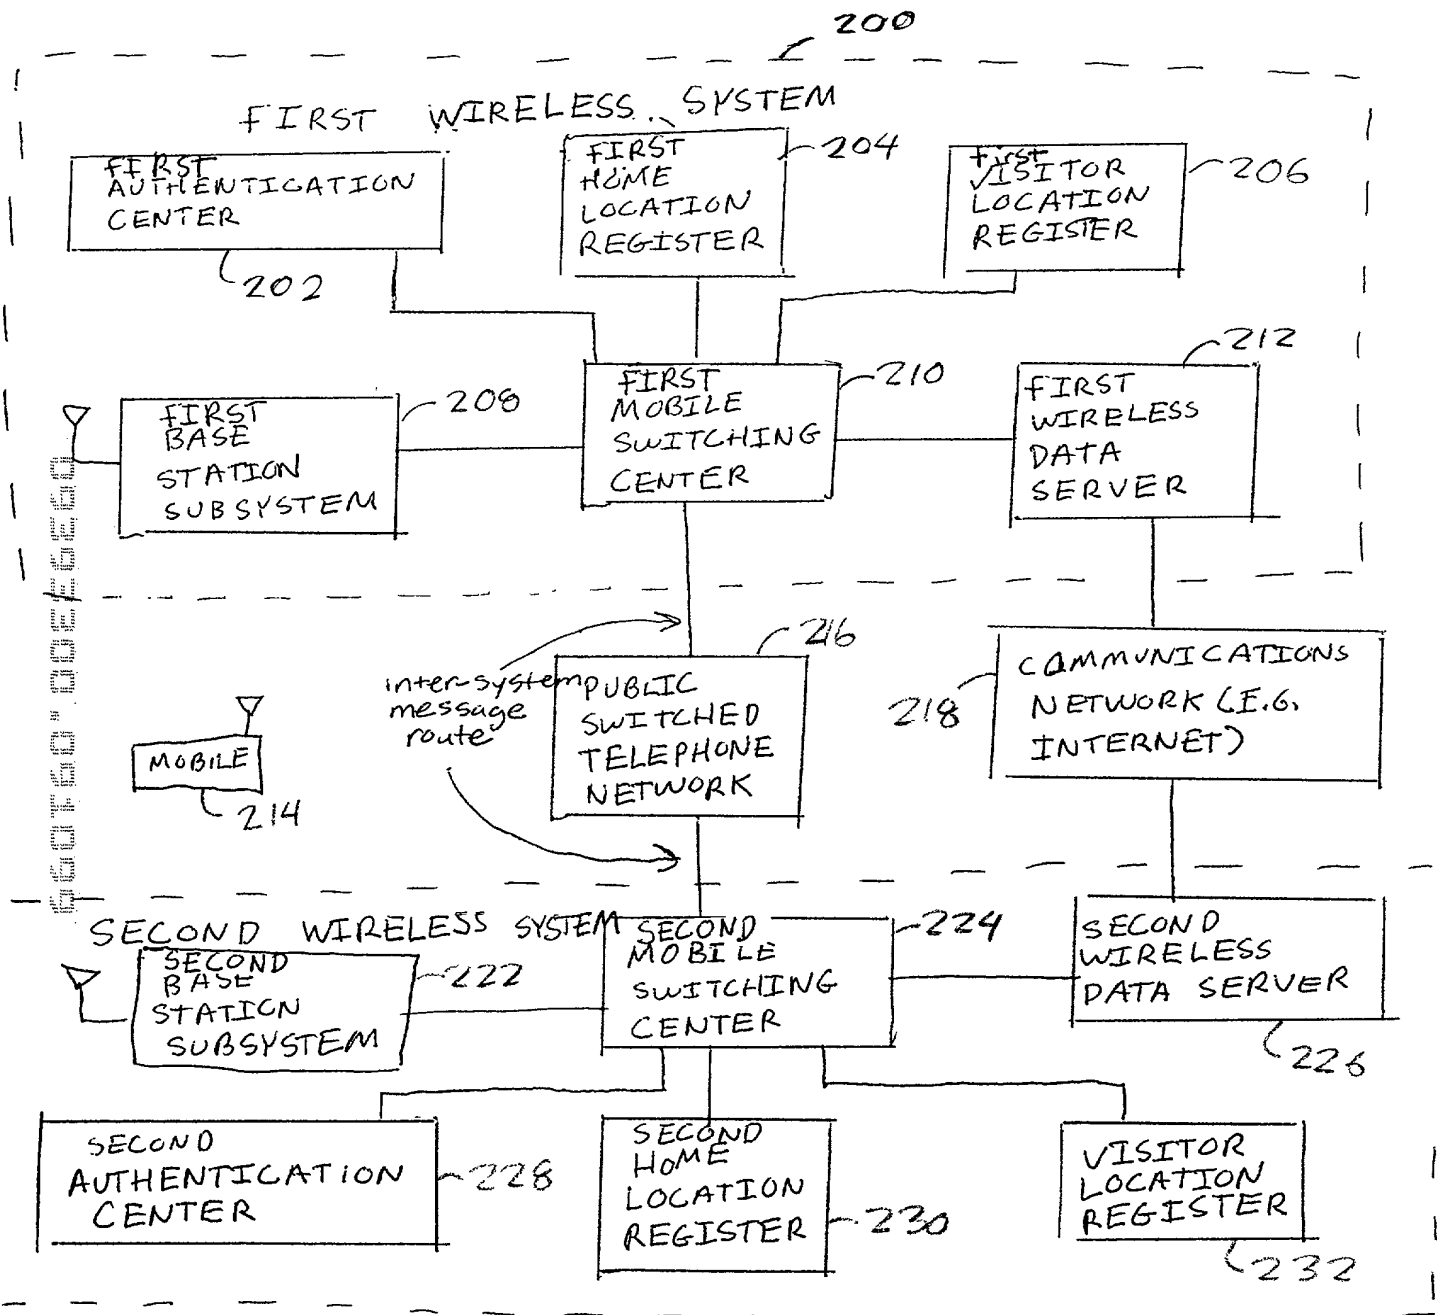 200
FIRST WIRELESS SYSTEM
FIRST
AUTHENTICATION
CENTER
202
FIRST
HOME
LOCATION
REGISTER
204
first
VISITOR
LOCATION
REGISTER
206
FIRST
BASE
STATION
SUBSYSTEM
208
FIRST
MOBILE
SWITCHING
CENTER
210
FIRST
WIRELESS
DATA
SERVER
212
inter-system
message
route
PUBLIC
SWITCHED
TELEPHONE
NETWORK
216
COMMUNICATIONS
NETWORK (E.G.
INTERNET)
218
MOBILE
214
SECOND WIRELESS SYSTEM
SECOND
BASE
STATION
SUBSYSTEM
222
SECOND
MOBILE
SWITCHING
CENTER
224
SECOND
WIRELESS
DATA SERVER
226
SECOND
AUTHENTICATION
CENTER
228
SECOND
HOME
LOCATION
REGISTER
230
VISITOR
LOCATION
REGISTER
232